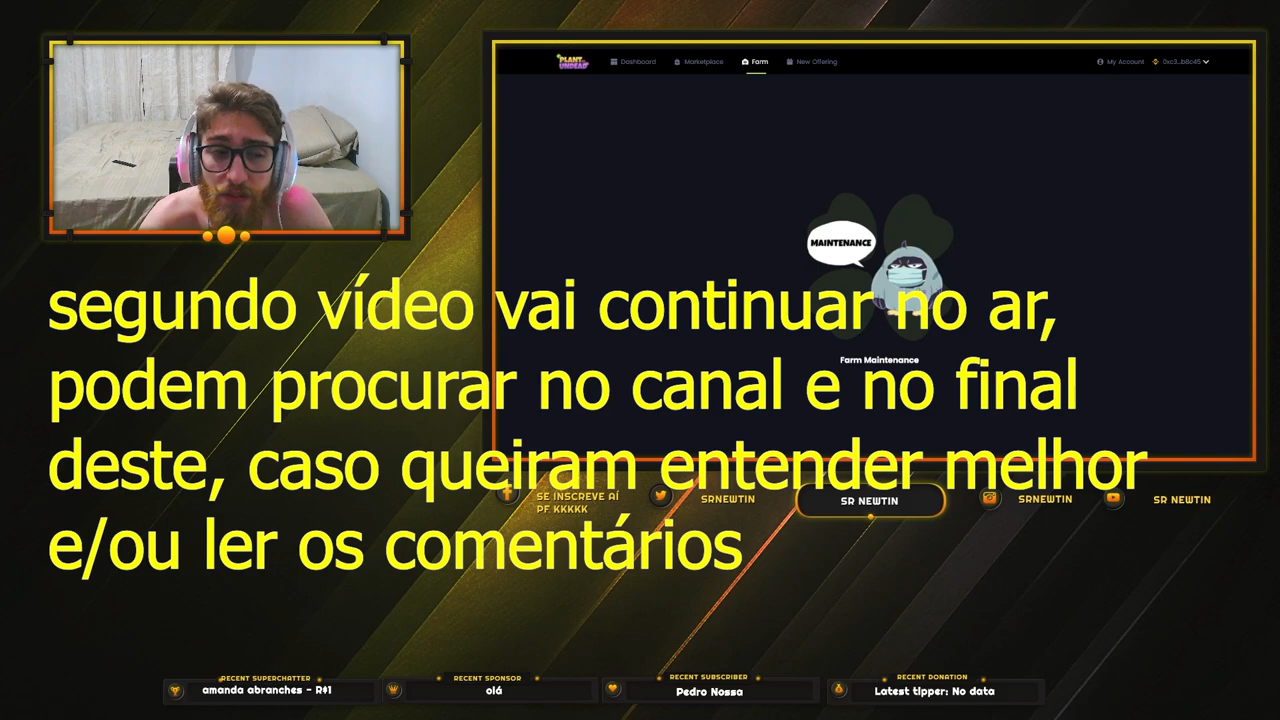 PLANT vs UNDEAD
Dashboard
Marketplace
Farm
New Offering
My Account
0xc3...b8c45
MAINTENANCE
Farm Maintenance
segundo vídeo vai continuar no ar,
podem procurar no canal e no final
deste, caso queiram entender melhor
e/ou ler os comentários
SE INSCREVE AÍ
PF KKKKK
SRNEWTIN
SR NEWTIN
SRNEWTIN
SR NEWTIN
RECENT SUPERCHATTER
amanda abranches - R$1
RECENT SPONSOR
olá
RECENT SUBSCRIBER
Pedro Nossa
RECENT DONATION
Latest tipper: No data